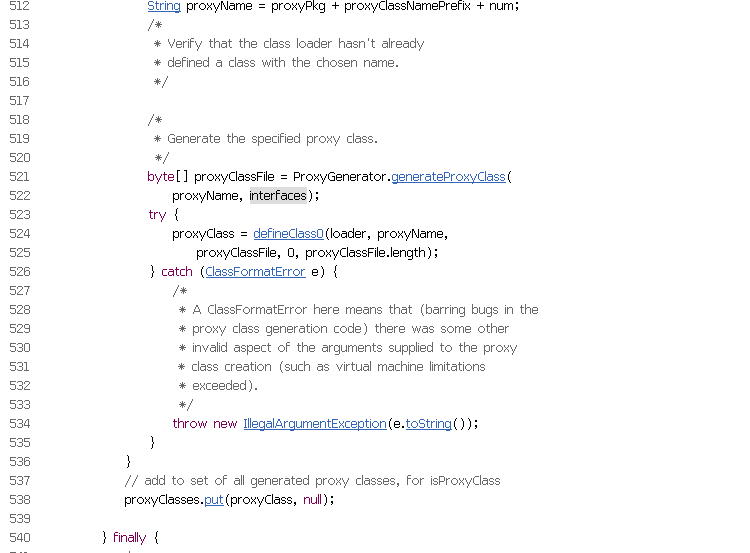 512 String proxyName = proxyPkg + proxyClassNamePrefix + num;
513 /*
514 * Verify that the class loader hasn't already
515 * defined a class with the chosen name.
516 */
517
518 /*
519 * Generate the specified proxy class.
520 */
521 byte[] proxyClassFile = ProxyGenerator.generateProxyClass(
522 proxyName, interfaces);
523 try {
524 proxyClass = defineClass0(loader, proxyName,
525 proxyClassFile, 0, proxyClassFile.length);
526 } catch (ClassFormatError e) {
527 /*
528 * A ClassFormatError here means that (barring bugs in the
529 * proxy class generation code) there was some other
530 * invalid aspect of the arguments supplied to the proxy
531 * class creation (such as virtual machine limitations
532 * exceeded).
533 */
534 throw new IllegalArgumentException(e.toString());
535 }
536 }
537 // add to set of all generated proxy classes, for isProxyClass
538 proxyClasses.put(proxyClass, null);
539
540 } finally {